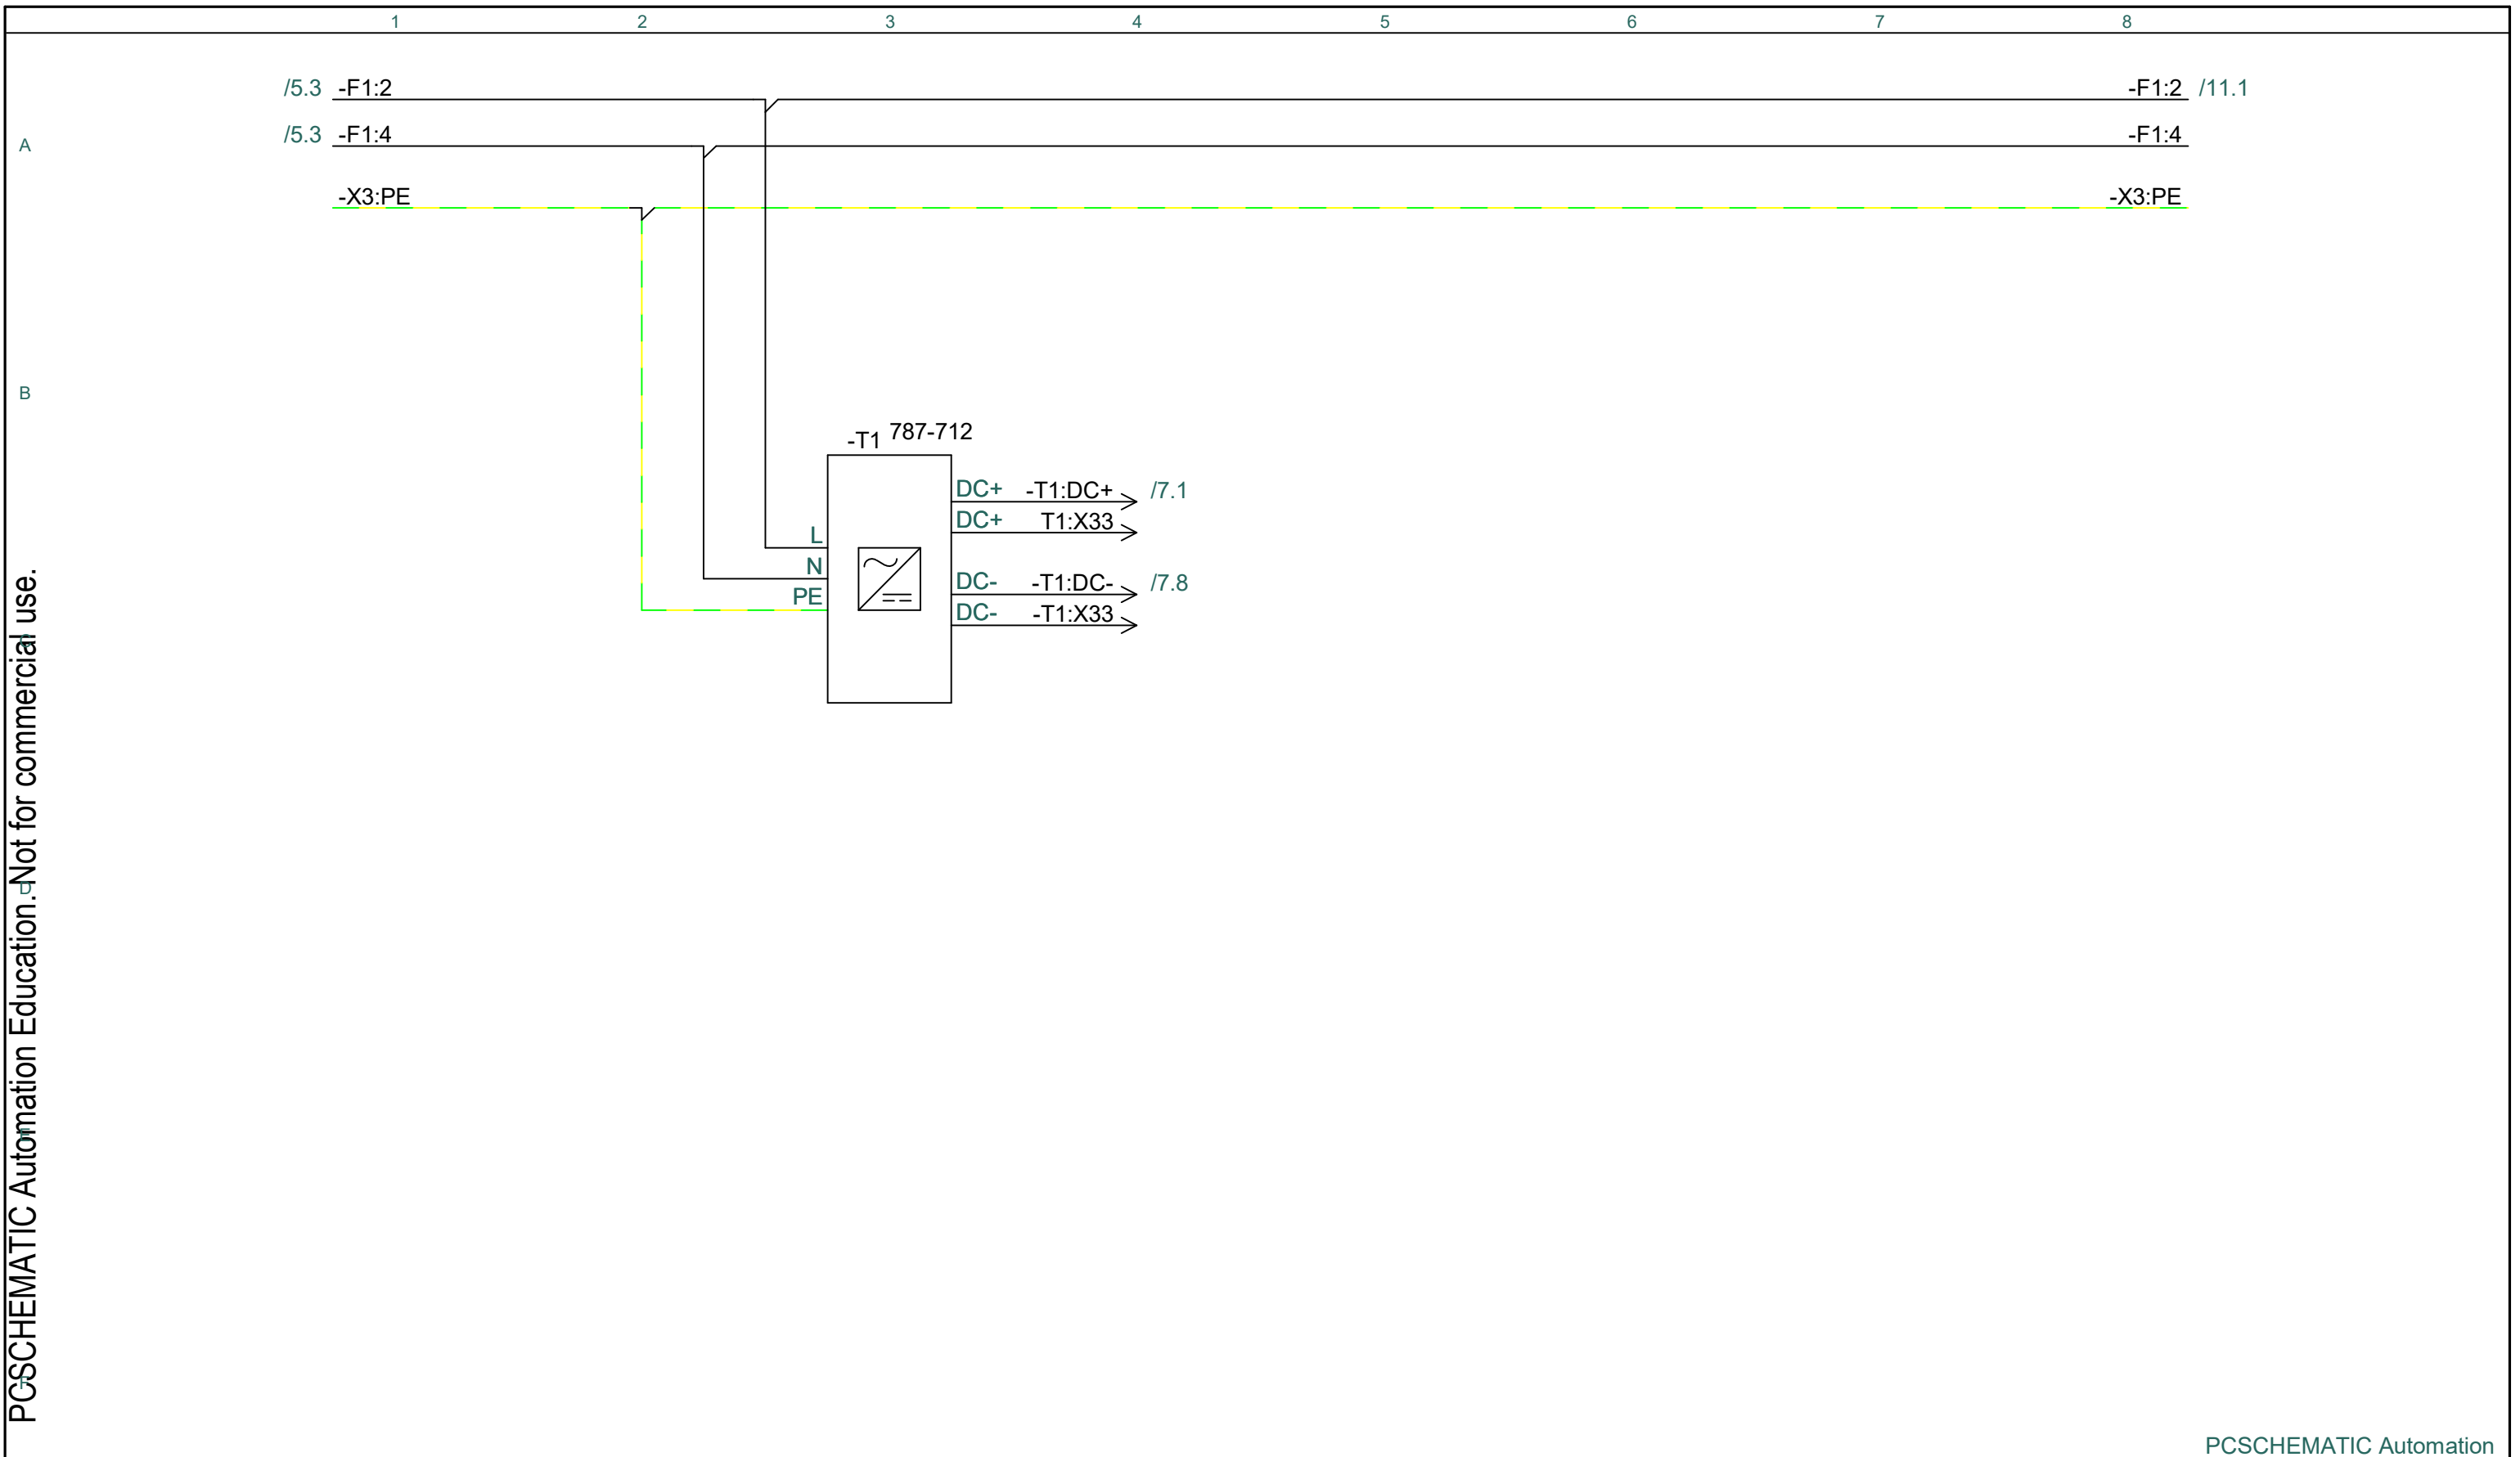 1 2 3 4 5 6 7 8
/5.3 -F1:2 -F1:2 /11.1
/5.3 -F1:4 -F1:4
A
-X3:PE -X3:PE
B
-T1 787-712
DC+ -T1:DC+ /7.1
DC+ T1:X33
L
N
DC- -T1:DC- /7.8
PE
DC- -T1:X33
C
D
E
F
PCSCHEMATIC Automation Education. Not for commercial use.
PCSCHEMATIC Automation